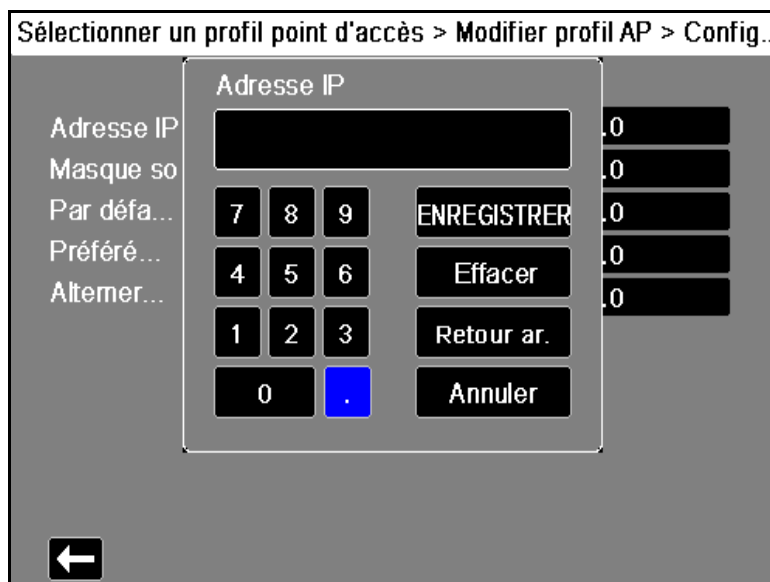 Sélectionner un profil point d'accès > Modifier profil AP > Config..
Adresse IP
Adresse IP .0
Masque so .0
Par défa... .0
Préféré... .0
Alterner... .0
7 8 9 ENREGISTRER
4 5 6 Effacer
1 2 3 Retour ar.
0 . Annuler